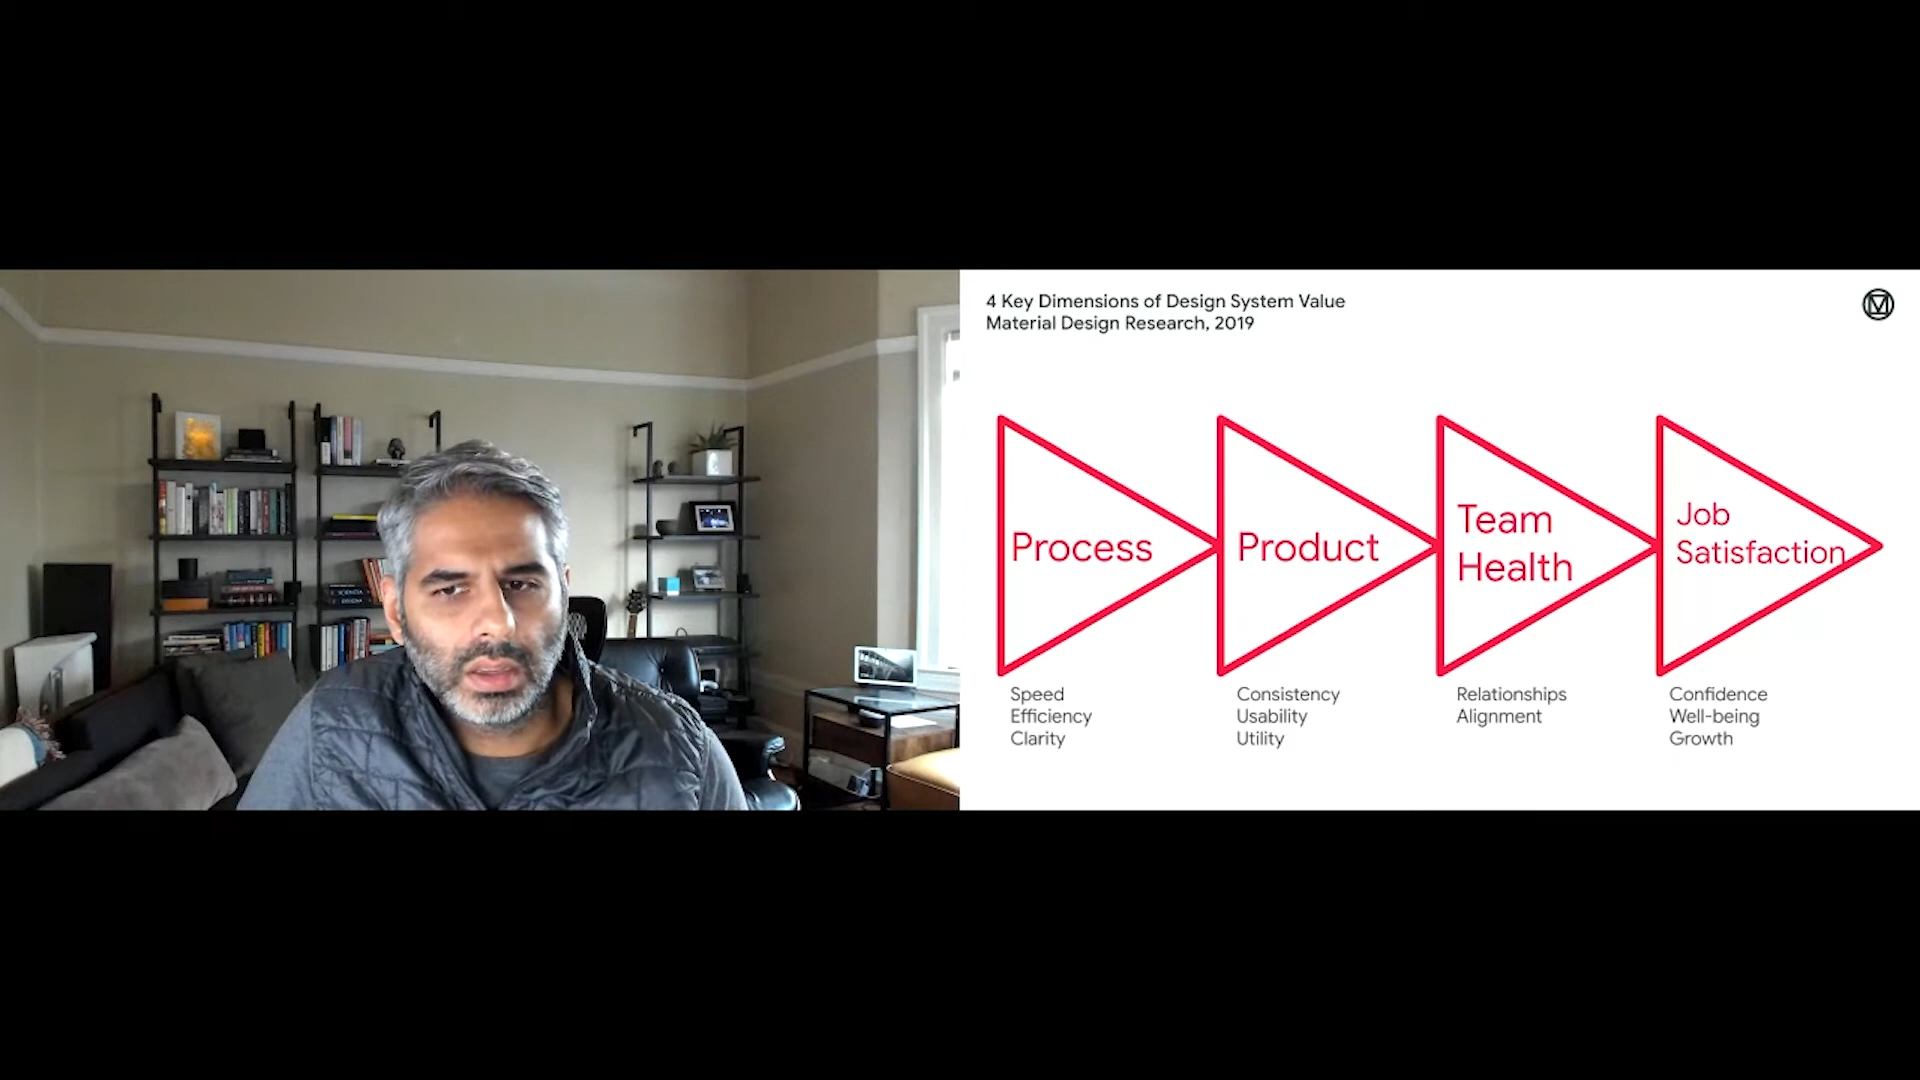 4 Key Dimensions of Design System Value
Material Design Research, 2019
Process
Product
Team
Health
Job
Satisfaction
Speed
Efficiency
Clarity
Consistency
Usability
Utility
Relationships
Alignment
Confidence
Well-being
Growth